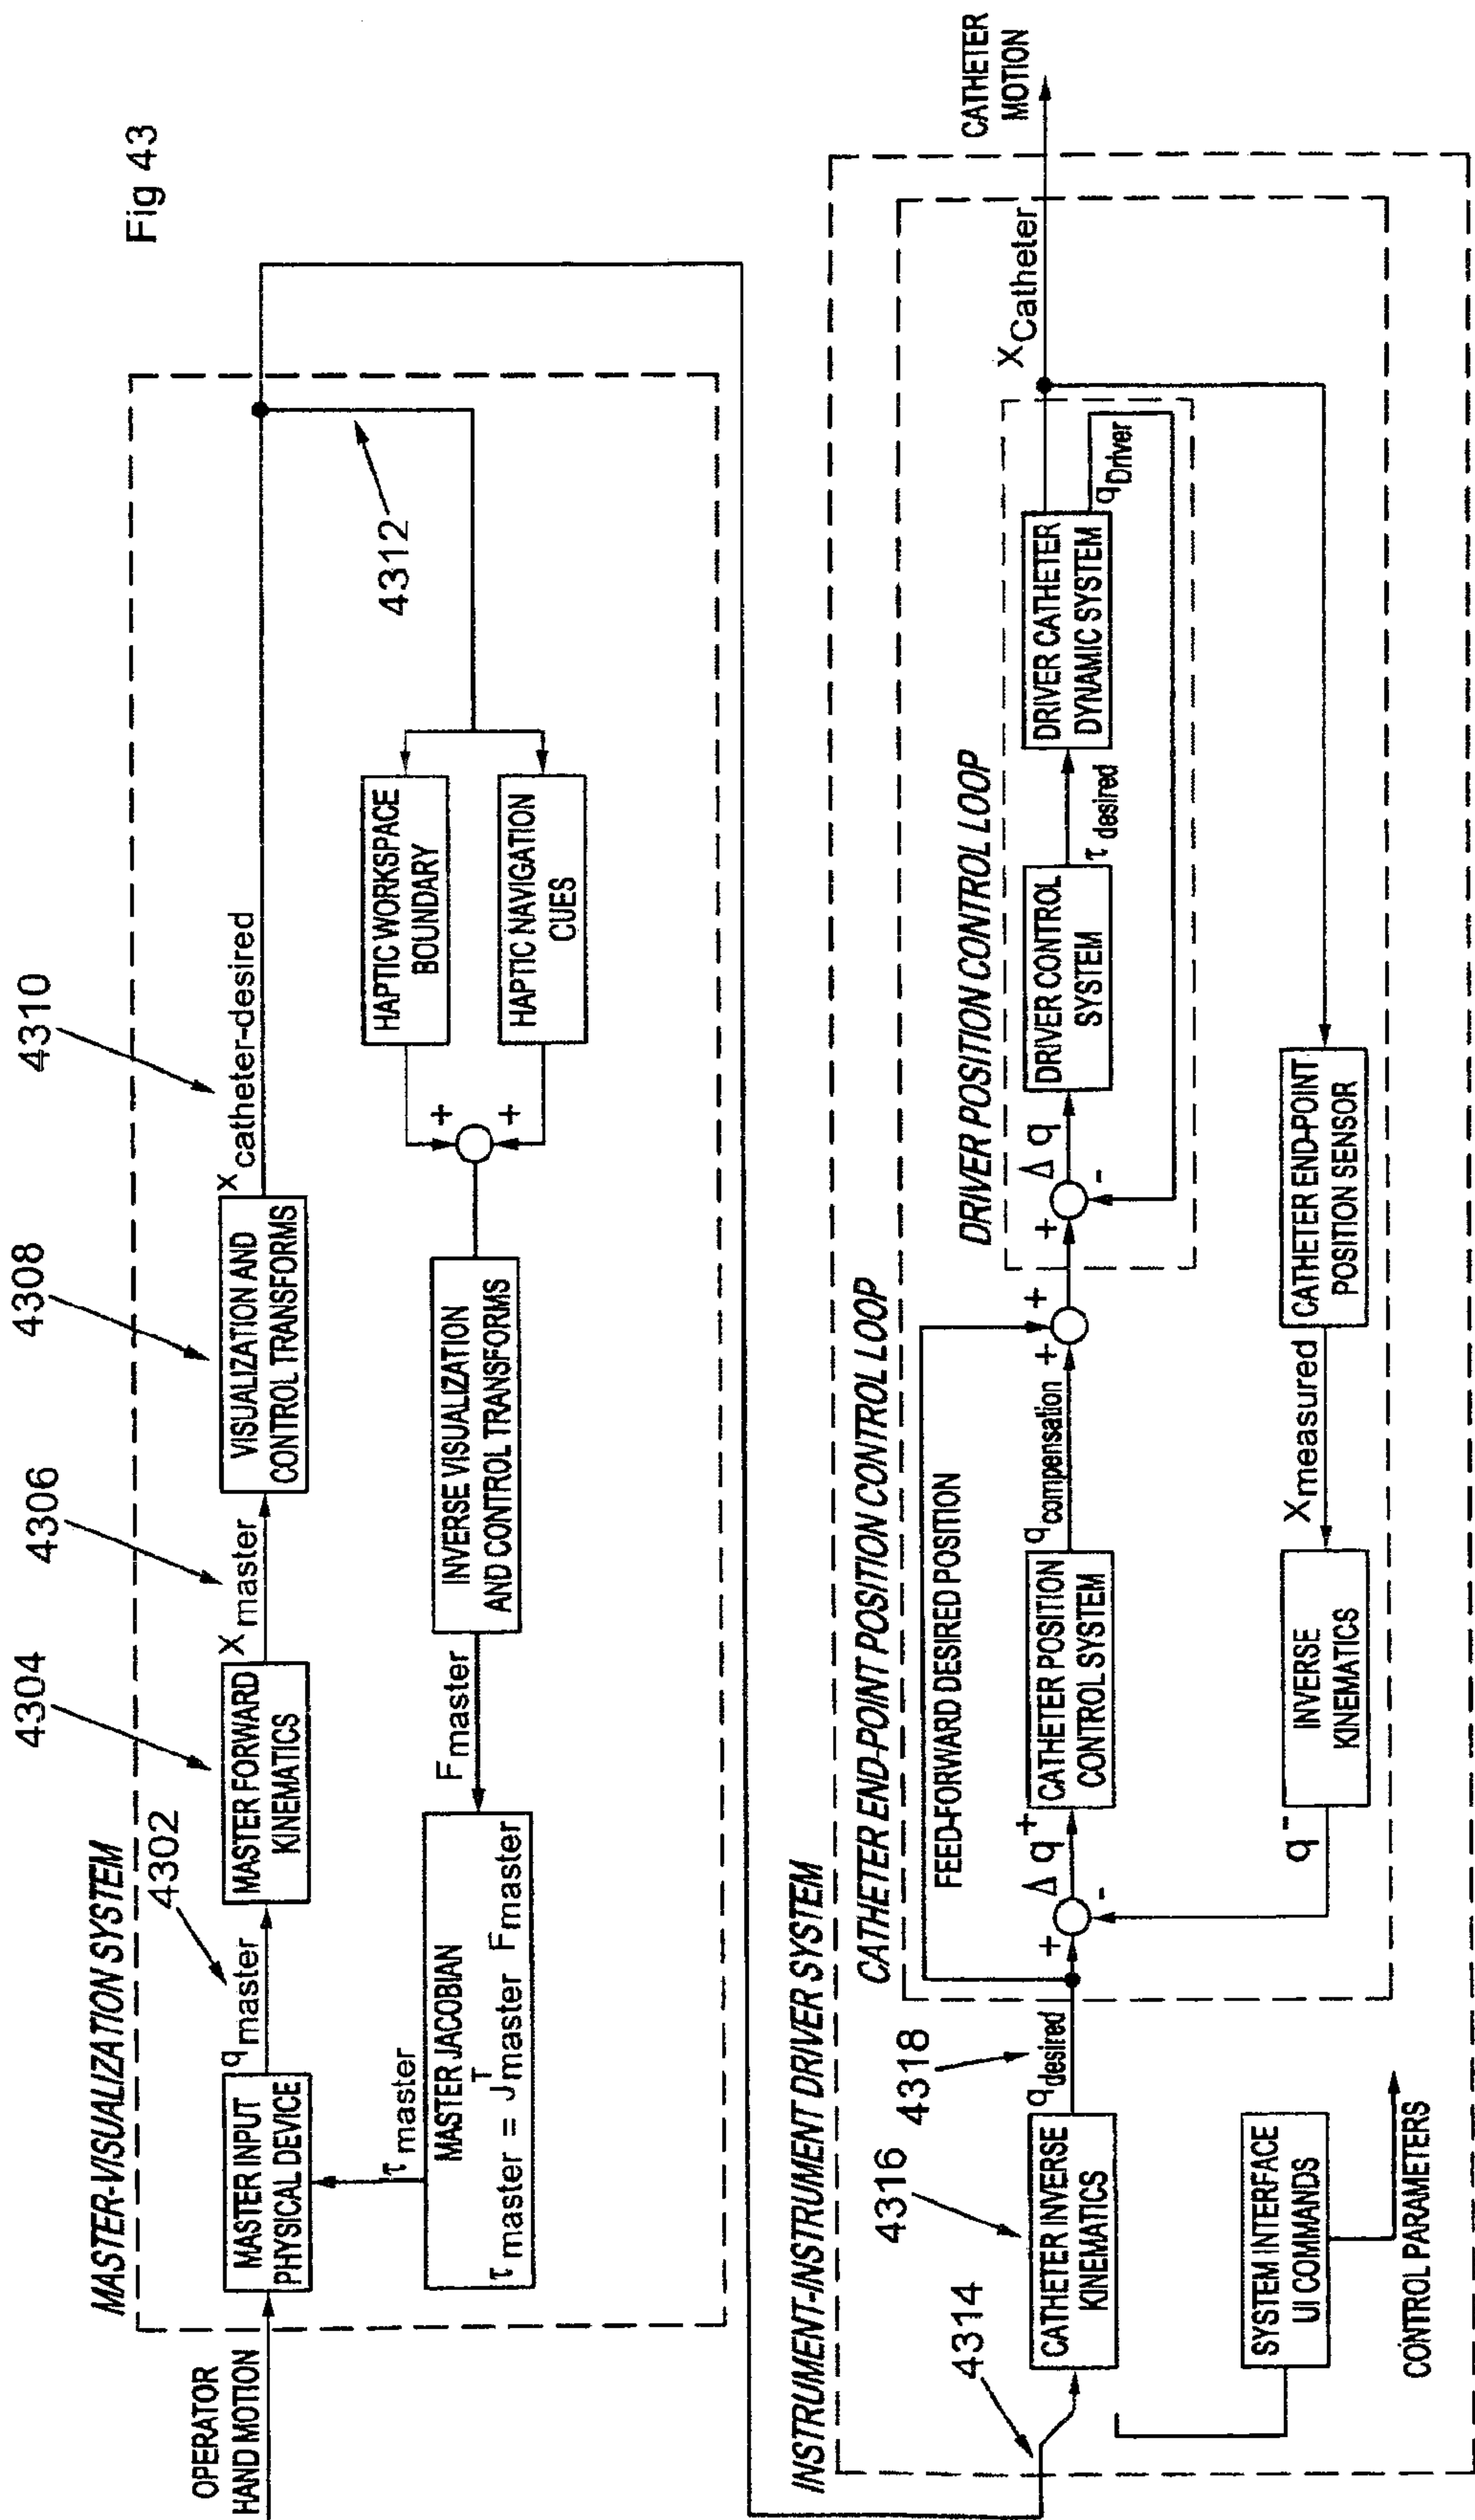 Fig 43
MASTER-VISUALIZATION SYSTEM
OPERATOR
HAND MOTION
MASTER INPUT
PHYSICAL DEVICE
qmaster
4302
MASTER FORWARD
KINEMATICS
4304
Xmaster
4306
VISUALIZATION AND
CONTROL TRANSFORMS
4308
Xcatheter-desired
4310
4312
HAPTIC WORKSPACE
BOUNDARY
HAPTIC NAVIGATION
CUES
+
+
INVERSE VISUALIZATION
AND CONTROL TRANSFORMS
Fmaster
MASTER JACOBIAN
τmaster = J^T master Fmaster
τmaster
INSTRUMENT-INSTRUMENT DRIVER SYSTEM
4314
CATHETER INVERSE
KINEMATICS
4316
qdesired
4318
SYSTEM INTERFACE
UI COMMANDS
CONTROL PARAMETERS
CATHETER END-POINT POSITION CONTROL LOOP
FEED-FORWARD DESIRED POSITION
+
-
Δ q +
CATHETER POSITION
CONTROL SYSTEM
qcompensation
+
+
DRIVER POSITION CONTROL LOOP
+
-
Δ q
DRIVER CONTROL
SYSTEM
τdesired
DRIVER CATHETER
DYNAMIC SYSTEM
qDriver
XCatheter
CATHETER
MOTION
CATHETER END-POINT
POSITION SENSOR
Xmeasured
INVERSE
KINEMATICS
q -